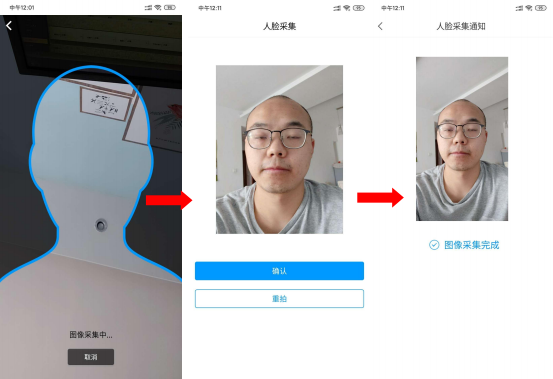 中午12:01
图像采集中...
取消
中午12:11
人脸采集
确认
重拍
中午12:11
人脸采集通知
图像采集完成